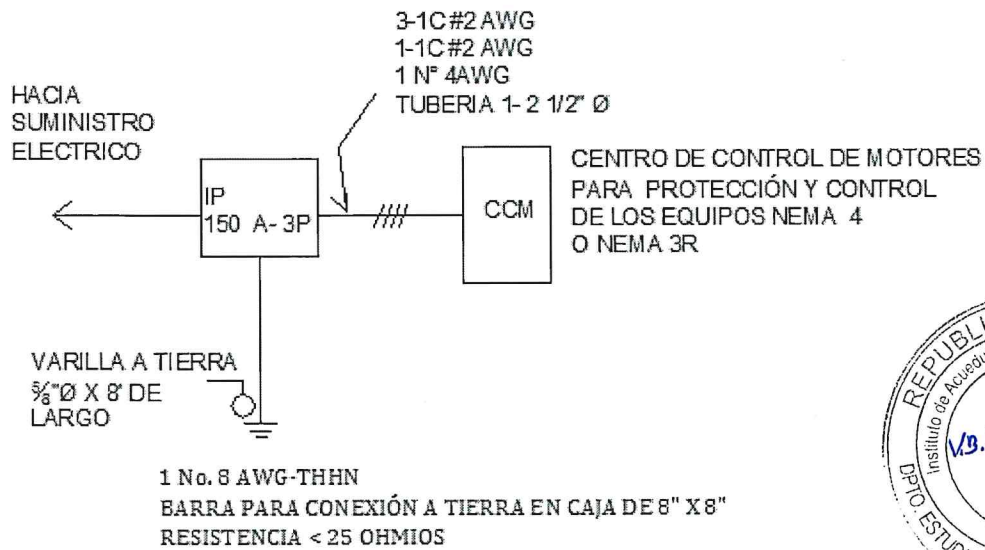 3-1C#2 AWG
1-1C#2 AWG
1 N° 4AWG
TUBERIA 1- 2 1/2" Ø
HACIA
SUMINISTRO
ELECTRICO
IP
150 A- 3P
CCM
CENTRO DE CONTROL DE MOTORES
PARA PROTECCIÓN Y CONTROL
DE LOS EQUIPOS NEMA 4
O NEMA 3R
VARILLA A TIERRA
⅝"Ø X 8' DE
LARGO
1 No. 8 AWG-THHN
BARRA PARA CONEXIÓN A TIERRA EN CAJA DE 8" X 8"
RESISTENCIA < 25 OHMIOS
Instituto de
V.B.
DPTO.